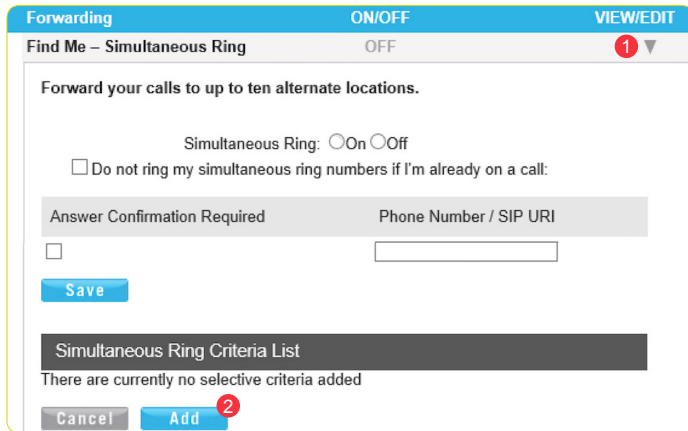 Forwarding ON/OFF VIEW/EDIT
Find Me – Simultaneous Ring OFF 1
Forward your calls to up to ten alternate locations.
Simultaneous Ring: On Off
Do not ring my simultaneous ring numbers if I'm already on a call:
Answer Confirmation Required Phone Number / SIP URI
Save
Simultaneous Ring Criteria List
There are currently no selective criteria added
Cancel Add 2